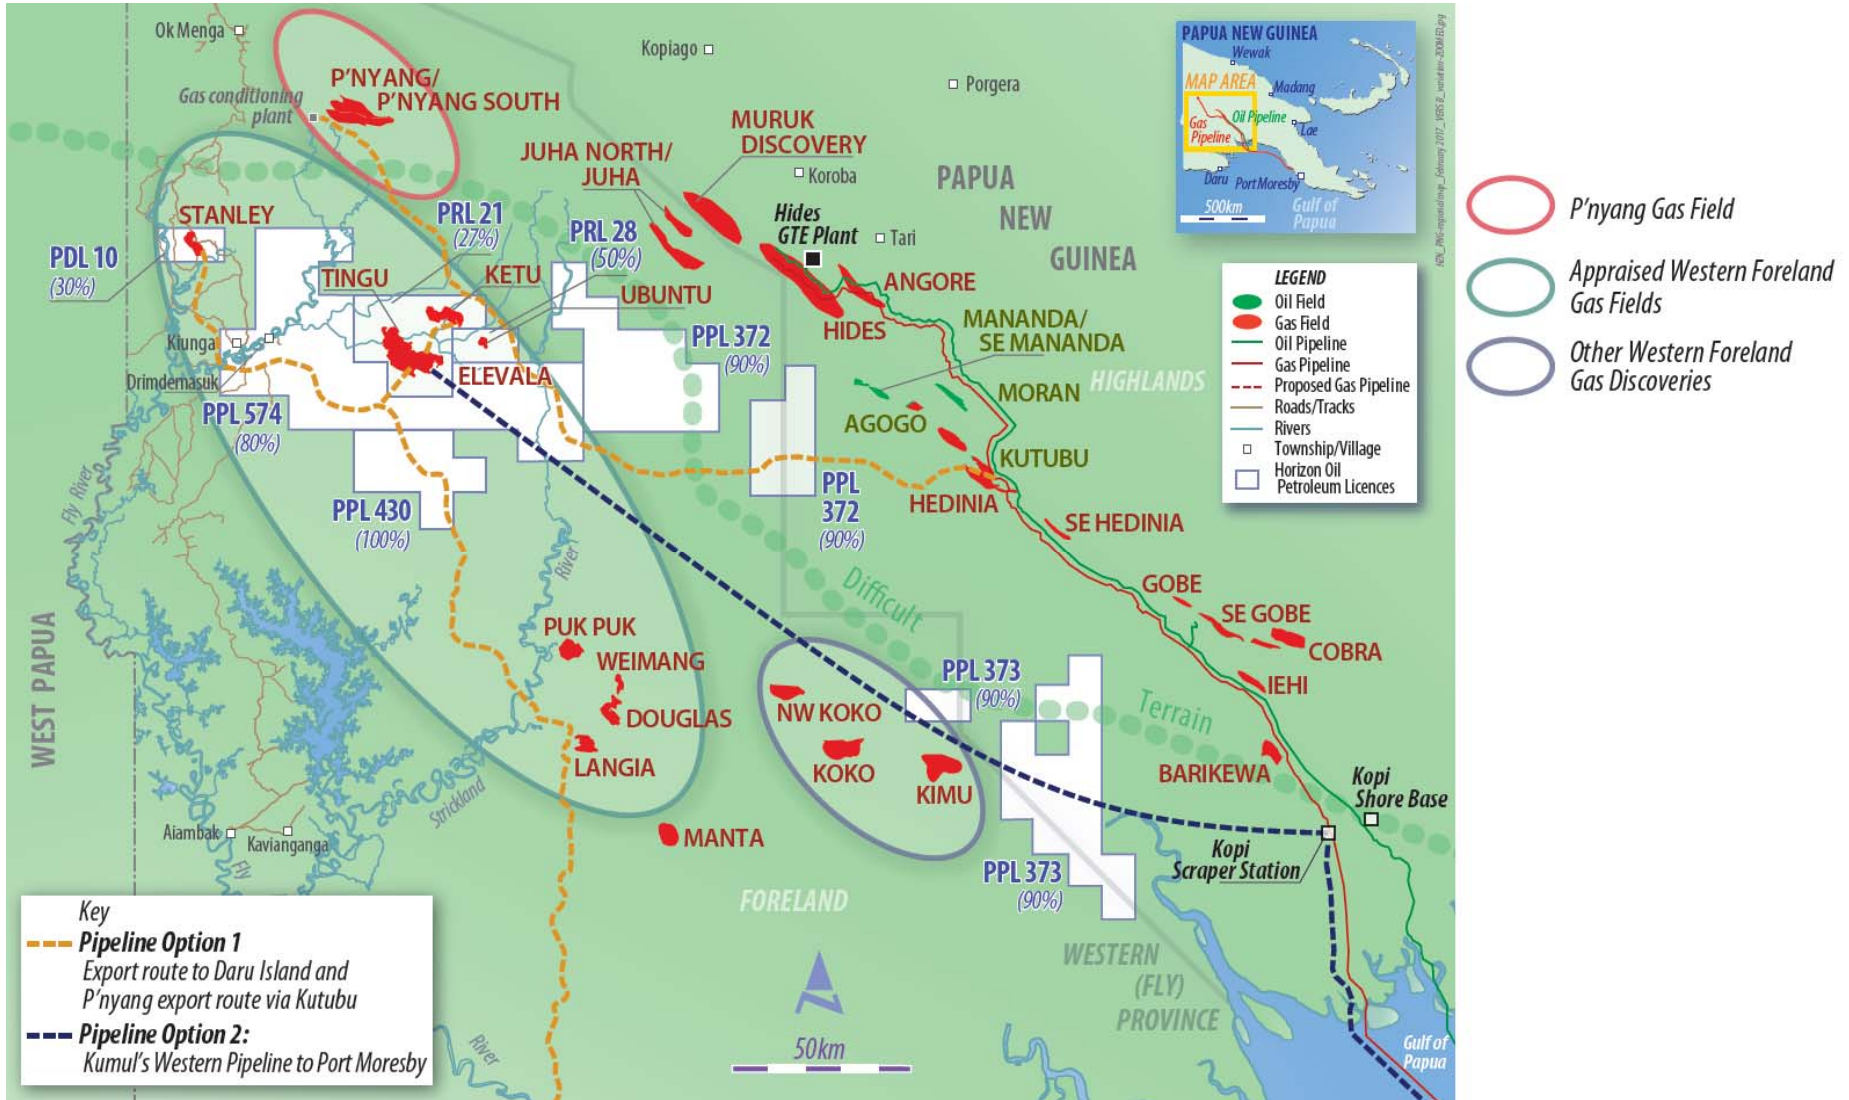 Ok Menga
Kopiago
Porgera
P'NYANG/
P'NYANG SOUTH
Gas conditioning
plant
MURUK
DISCOVERY
JUHA NORTH/
JUHA
Koroba
PAPUA
NEW
GUINEA
Hides
GTE Plant
Tari
STANLEY
PRL 21
(27%)
PRL 28
(50%)
PDL 10
(30%)
TINGU
KETU
UBUNTU
ANGORE
HIDES
MANANDA/
SE MANANDA
HIGHLANDS
MORAN
AGOGO
KUTUBU
HEDINIA
Kiunga
Drimdemasuk
ELEVALA
PPL 372
(90%)
PPL 574
(80%)
PPL
372
(90%)
PPL 430
(100%)
Fly River
River
SE HEDINIA
GOBE
SE GOBE
COBRA
IEHI
Difficult
Terrain
PUK PUK
WEIMANG
DOUGLAS
LANGIA
WEST PAPUA
PPL 373
(90%)
NW KOKO
KOKO
KIMU
BARIKEWA
Kopi
Shore Base
Strickland
Aiambak
Kavianganga
Fly
MANTA
PPL 373
(90%)
Kopi
Scraper Station
FORELAND
WESTERN
(FLY)
PROVINCE
50km
River
Gulf of
Papua
Key
Pipeline Option 1
Export route to Daru Island and
P'nyang export route via Kutubu
Pipeline Option 2:
Kumul's Western Pipeline to Port Moresby
PAPUA NEW GUINEA
Wewak
MAP AREA
Madang
Oil Pipeline
Gas
Pipeline
Lae
Daru
Port Moresby
500km
Gulf of
Papua
LEGEND
Oil Field
Gas Field
Oil Pipeline
Gas Pipeline
Proposed Gas Pipeline
Roads/Tracks
Rivers
Township/Village
Horizon Oil
Petroleum Licences
P'nyang Gas Field
Appraised Western Foreland
Gas Fields
Other Western Foreland
Gas Discoveries